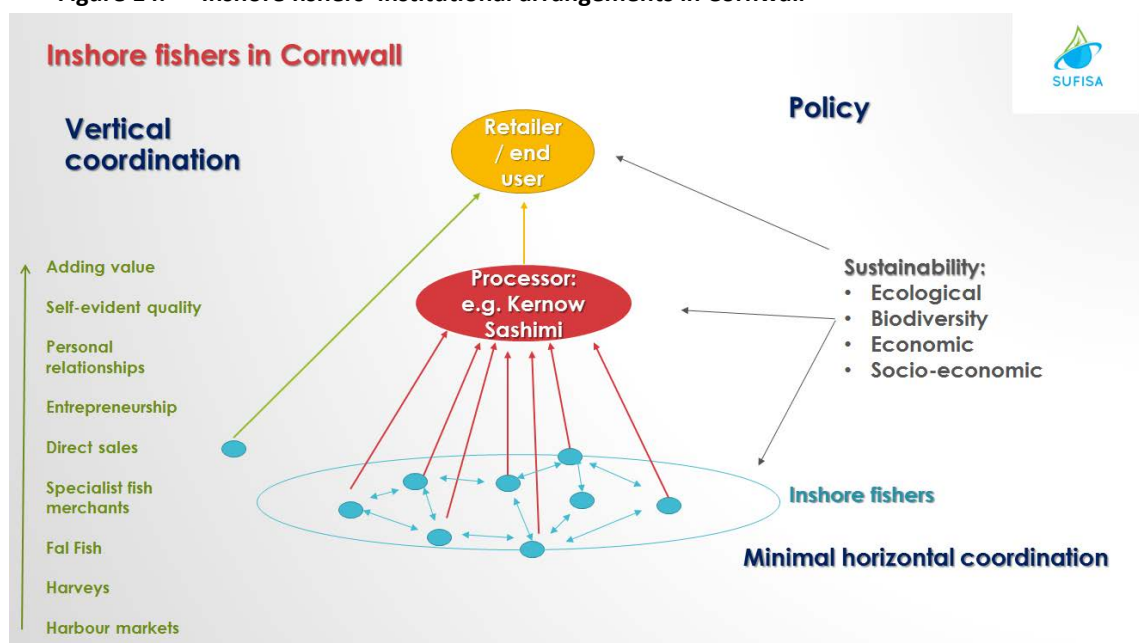 Inshore fishers in Cornwall
SUFISA
Vertical
coordination
Policy
Retailer
/ end
user
Adding value
Self-evident quality
Personal
relationships
Entrepreneurship
Direct sales
Specialist fish
merchants
Fal Fish
Harveys
Harbour markets
Processor:
e.g. Kernow
Sashimi
Sustainability:
• Ecological
• Biodiversity
• Economic
• Socio-economic
Inshore fishers
Minimal horizontal coordination